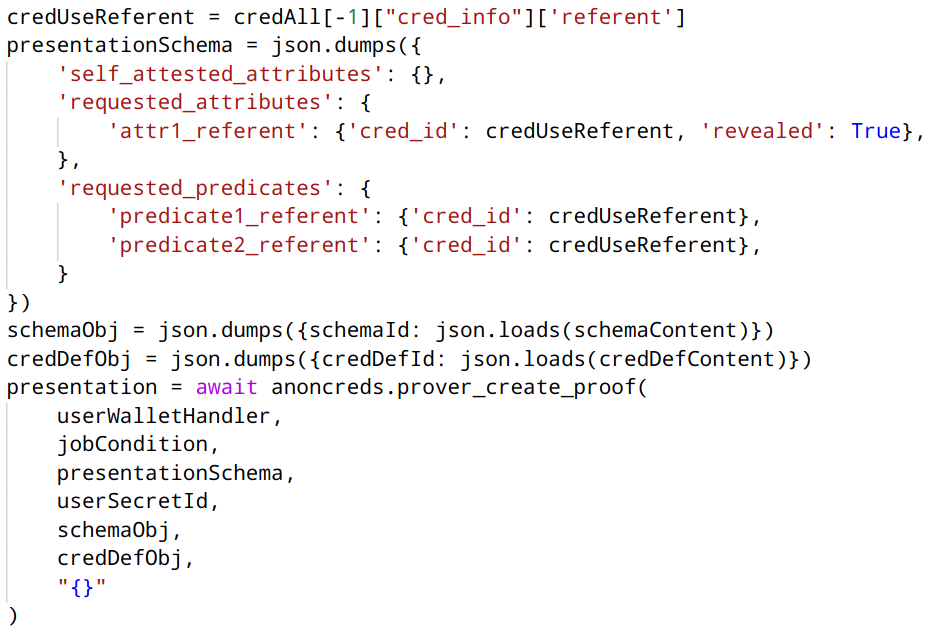 credUseReferent = credAll[-1]["cred_info"]['referent']
presentationSchema = json.dumps({
    'self_attested_attributes': {},
    'requested_attributes': {
        'attr1_referent': {'cred_id': credUseReferent, 'revealed': True},
    },
    'requested_predicates': {
        'predicate1_referent': {'cred_id': credUseReferent},
        'predicate2_referent': {'cred_id': credUseReferent},
    }
})
schemaObj = json.dumps({schemaId: json.loads(schemaContent)})
credDefObj = json.dumps({credDefId: json.loads(credDefContent)})
presentation = await anoncreds.prover_create_proof(
    userWalletHandler,
    jobCondition,
    presentationSchema,
    userSecretId,
    schemaObj,
    credDefObj,
    "{}"
)